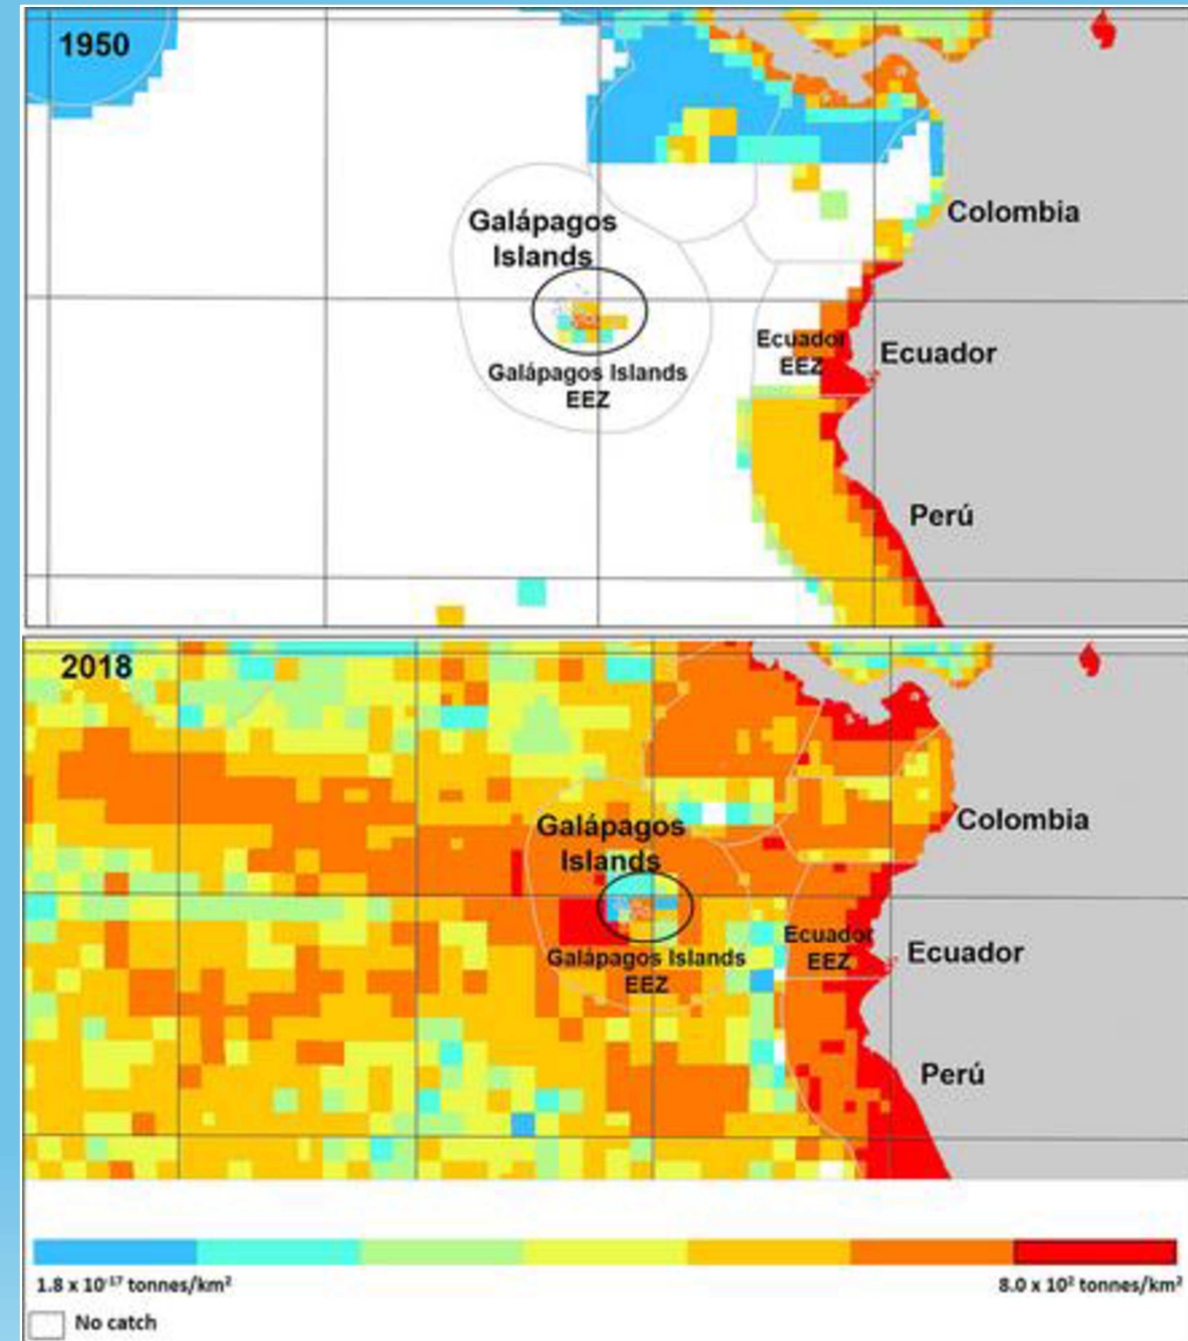 1950
Galápagos
Islands
Colombia
Ecuador
EEZ
Ecuador
Galápagos Islands
EEZ
Perú
2018
Galápagos
Islands
Colombia
Ecuador
EEZ
Ecuador
Galápagos Islands
EEZ
Perú
1.8 x 10⁻¹⁷ tonnes/km²
8.0 x 10² tonnes/km²
No catch